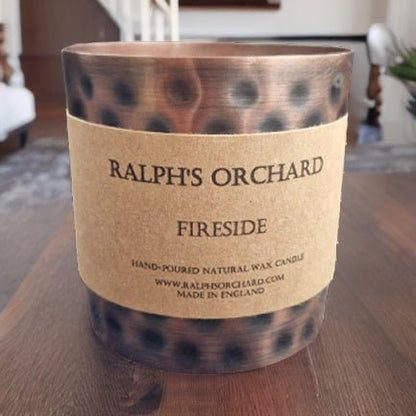 RALPH'S ORCHARD
FIRESIDE
HAND-POURED NATURAL WAX CANDLE
WWW.RALPHSORCHARD.COM
MADE IN ENGLAND